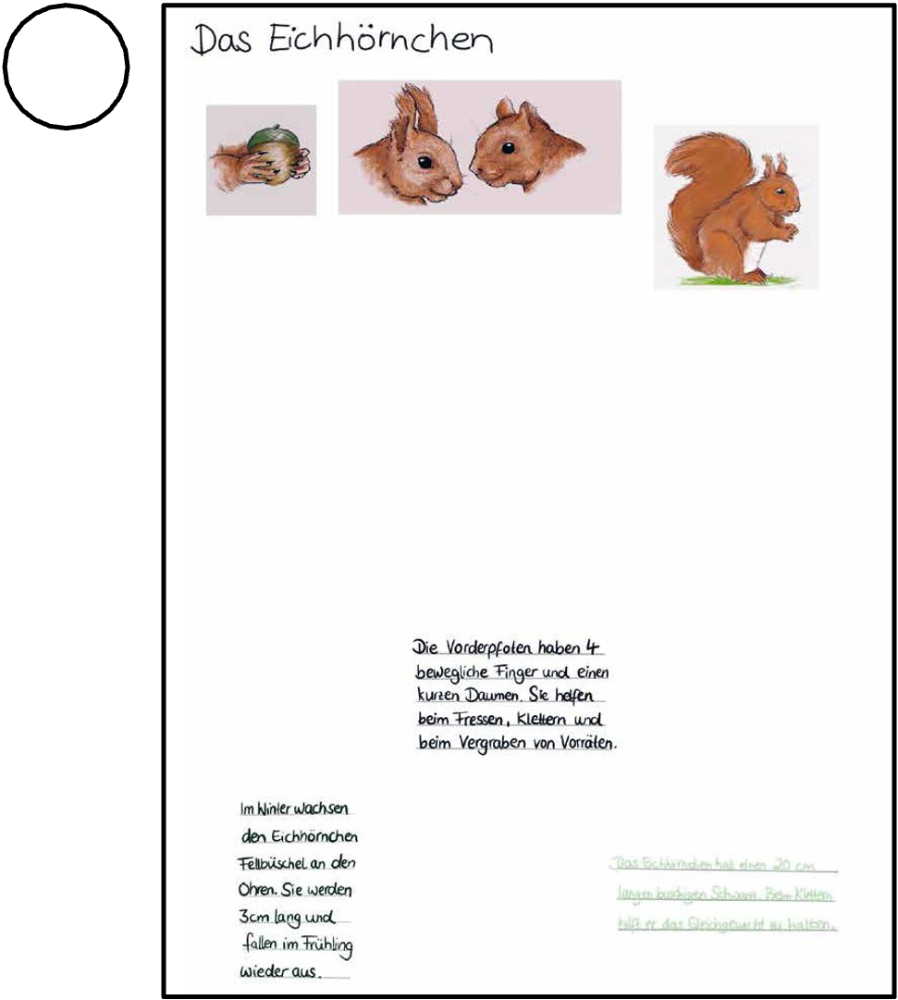 Das Eichhörnchen
Die Vorderpfoten haben 4
bewegliche Finger und einen
kurzen Daumen. Sie helfen
beim Fressen, Klettern und
beim Vergraben von Vorräten.
Im Winter wachsen
den Eichhörnchen
Fellbüschel an den
Ohren. Sie werden
3cm lang und
fallen im Frühling
wieder aus.
Das Eichhörnchen hat einen 20 cm
langen buschigen Schwanz. Beim Klettern
hilft er das Gleichgewicht zu halten.